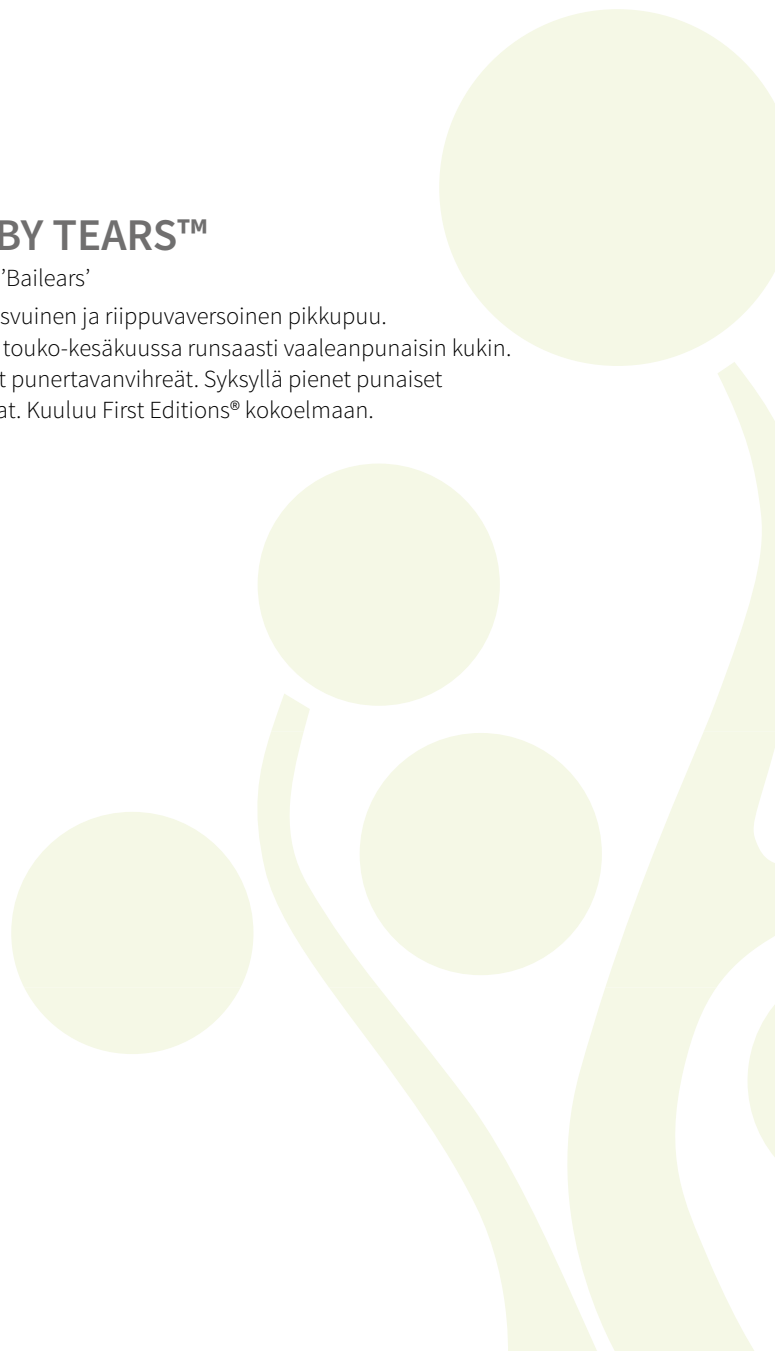 BY TEARS™
’Bailears’
svuinen ja riippuvaversoinen pikkupuu.
touko-kesäkuussa runsaasti vaaleanpunaisin kukin.
t punertavanvihreät. Syksyllä pienet punaiset
at. Kuuluu First Editions® kokoelmaan.